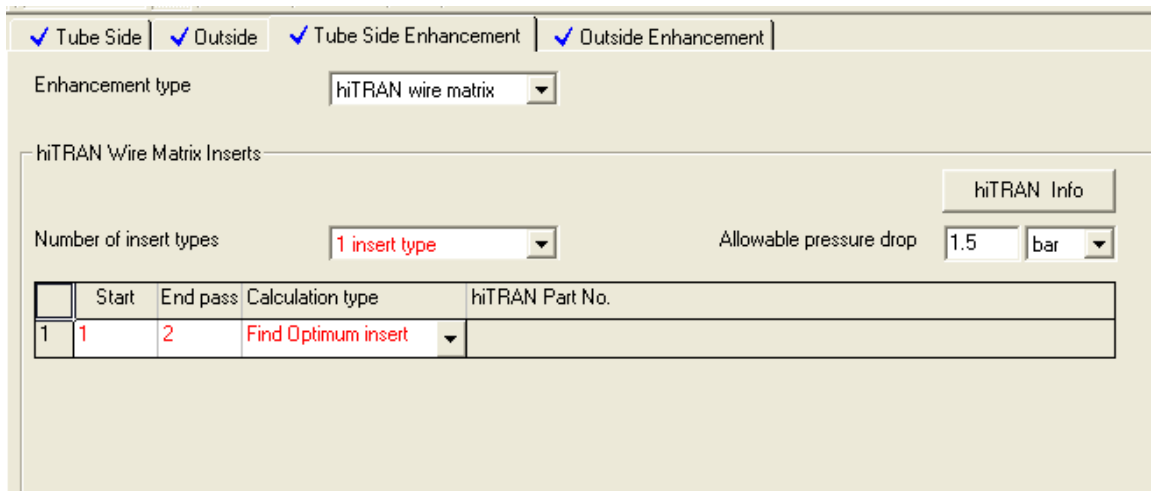 Tube Side Outside Tube Side Enhancement Outside Enhancement
Enhancement type hiTRAN wire matrix
hiTRAN Wire Matrix Inserts
hiTRAN Info
Number of insert types 1 insert type Allowable pressure drop 1.5 bar
Start End pass Calculation type hiTRAN Part No.
1 1 2 Find Optimum insert